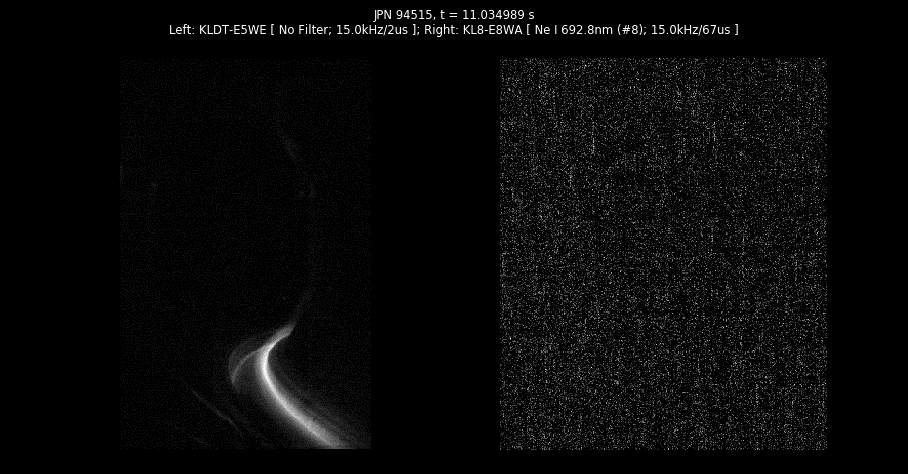 JPN 94515, t = 11.034989 s
Left: KLDT-E5WE [ No Filter; 15.0kHz/2us ]; Right: KL8-E8WA [ Ne I 692.8nm (#8); 15.0kHz/67us ]